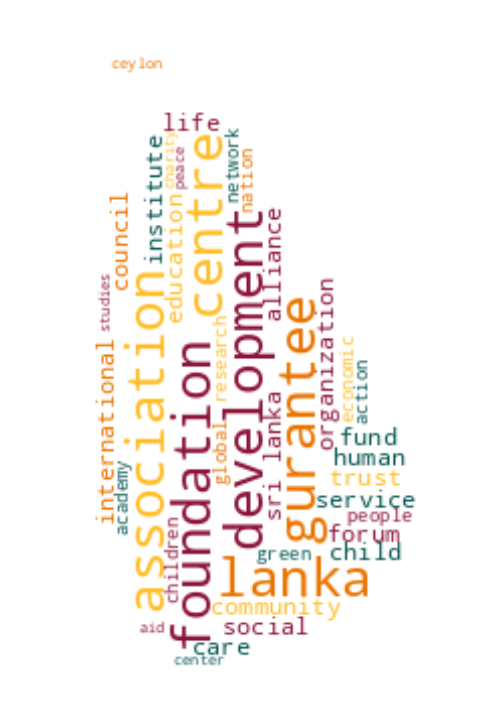 ceylon
life
charity
peace
institute
centre
network
nation
council
education
development
alliance
studies
association
foundation
research
gurantee
organization
international
economic
action
academy
global
sri lanka
fund
human
trust
service
people
forum
child
children
green
lanka
community
aid
social
care
center